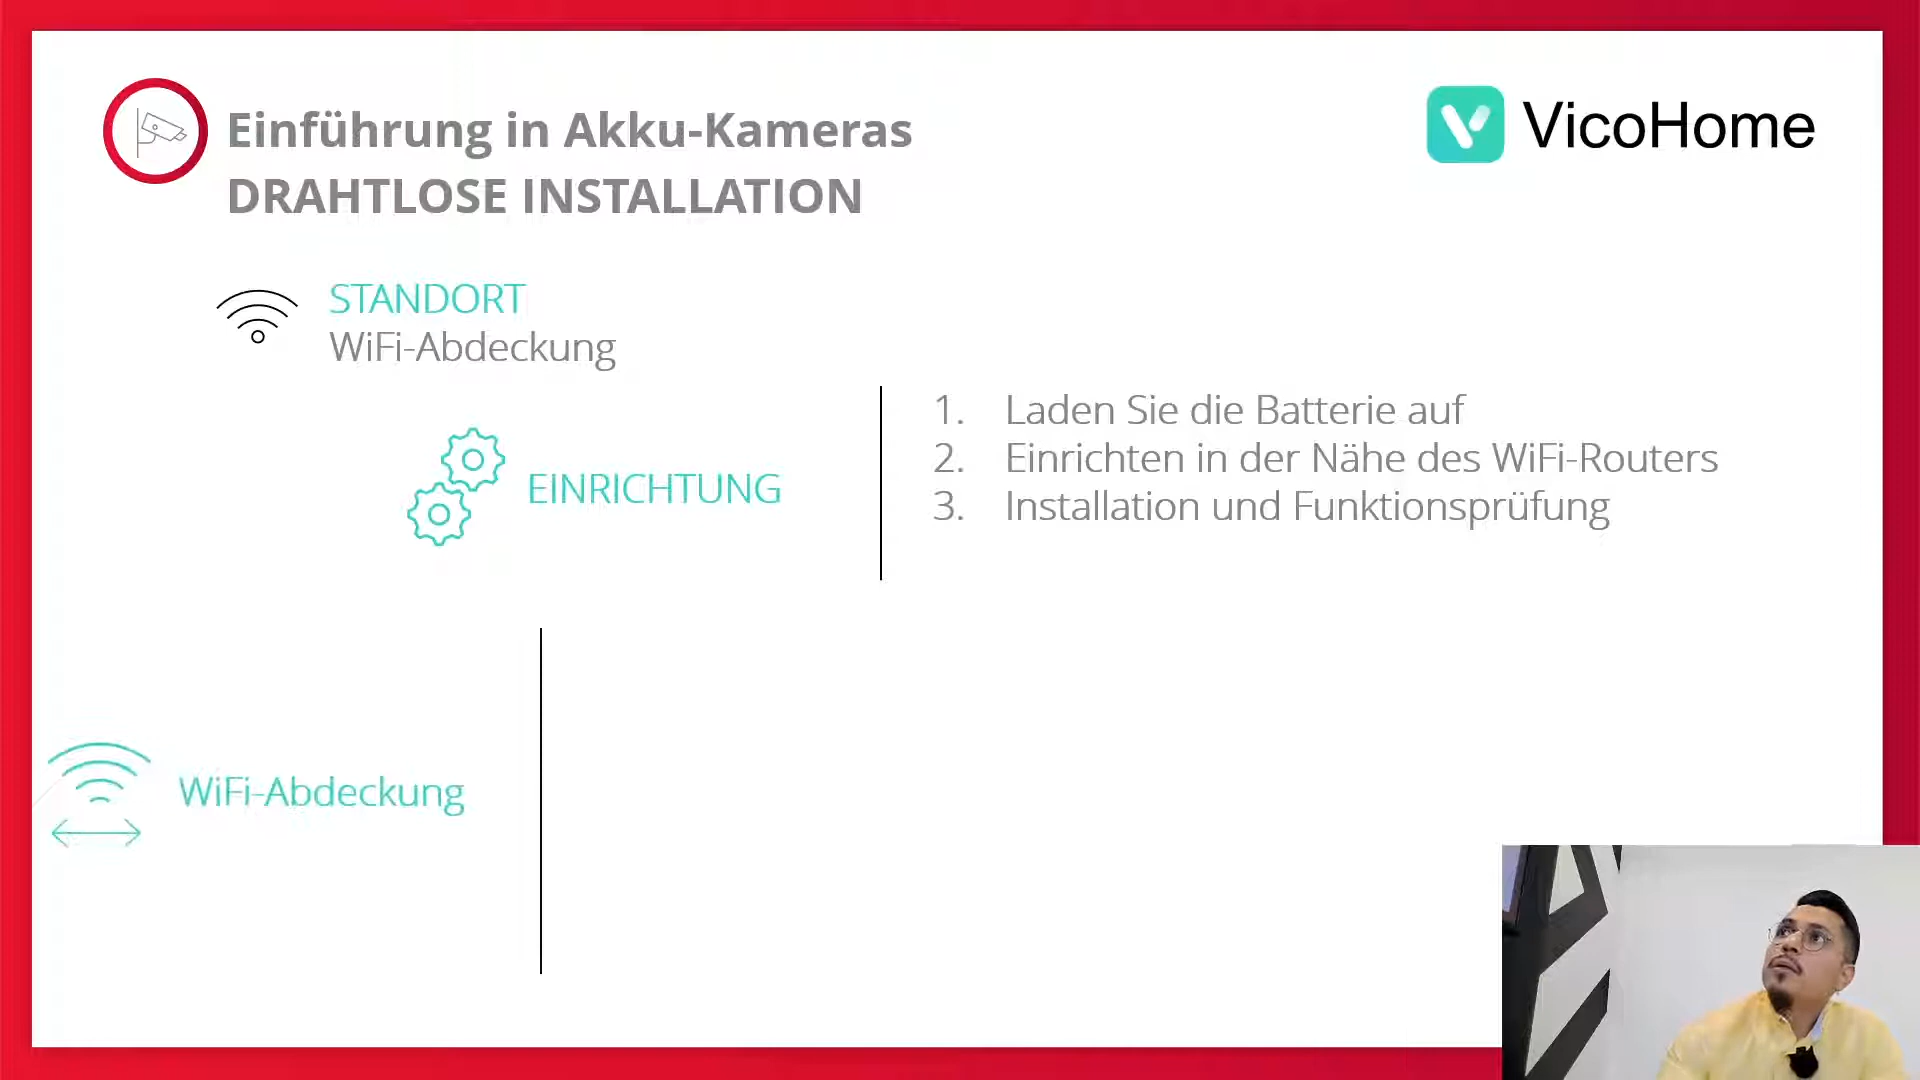 Einführung in Akku-Kameras
DRAHTLOSE INSTALLATION
VicoHome
STANDORT
WiFi-Abdeckung
EINRICHTUNG
1. Laden Sie die Batterie auf
2. Einrichten in der Nähe des WiFi-Routers
3. Installation und Funktionsprüfung
WiFi-Abdeckung